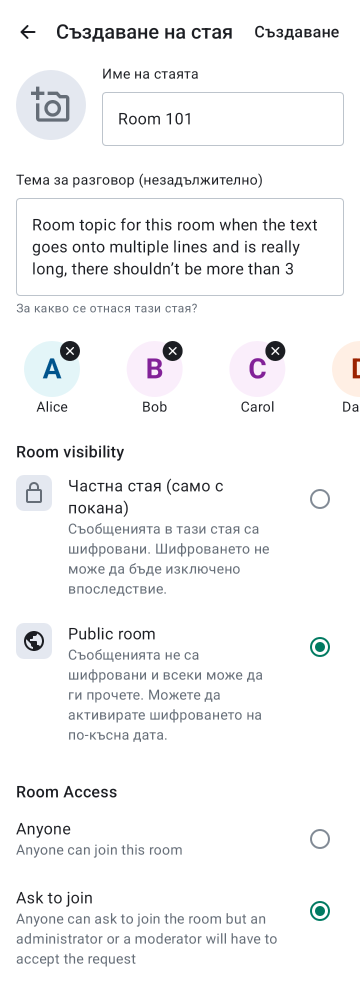 Създаване на стая
Създаване
Име на стаята
Room 101
Тема за разговор (незадължително)
Room topic for this room when the text
goes onto multiple lines and is really
long, there shouldn’t be more than 3
За какво се отнася тази стая?
A
B
C
D
Alice
Bob
Carol
Da
Room visibility
Частна стая (само с
покана)
Съобщенията в тази стая са
шифровани. Шифроването не
може да бъде изключено
впоследствие.
Public room
Съобщенията не са
шифровани и всеки може да
ги прочете. Можете да
активирате шифроването на
по-късна дата.
Room Access
Anyone
Anyone can join this room
Ask to join
Anyone can ask to join the room but an
administrator or a moderator will have to
accept the request